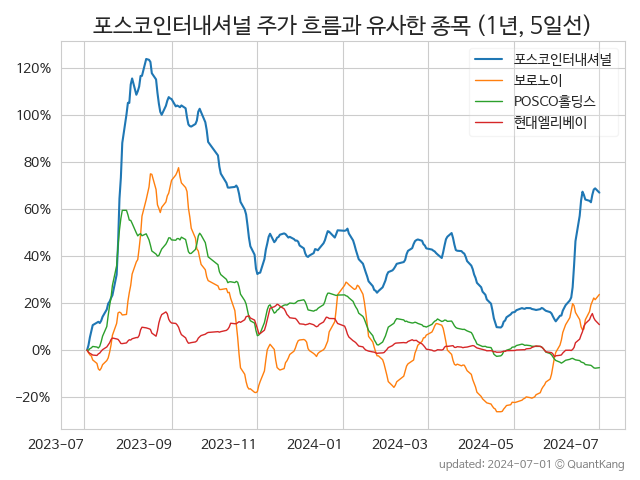 포스코인터내셔널 주가 흐름과 유사한 종목 (1년, 5일선)
포스코인터내셔널
보로노이
POSCO홀딩스
현대엘리베이
120%
100%
80%
60%
40%
20%
0%
−20%
2023-07 2023-09 2023-11 2024-01 2024-03 2024-05 2024-07
updated: 2024-07-01 © QuantKang